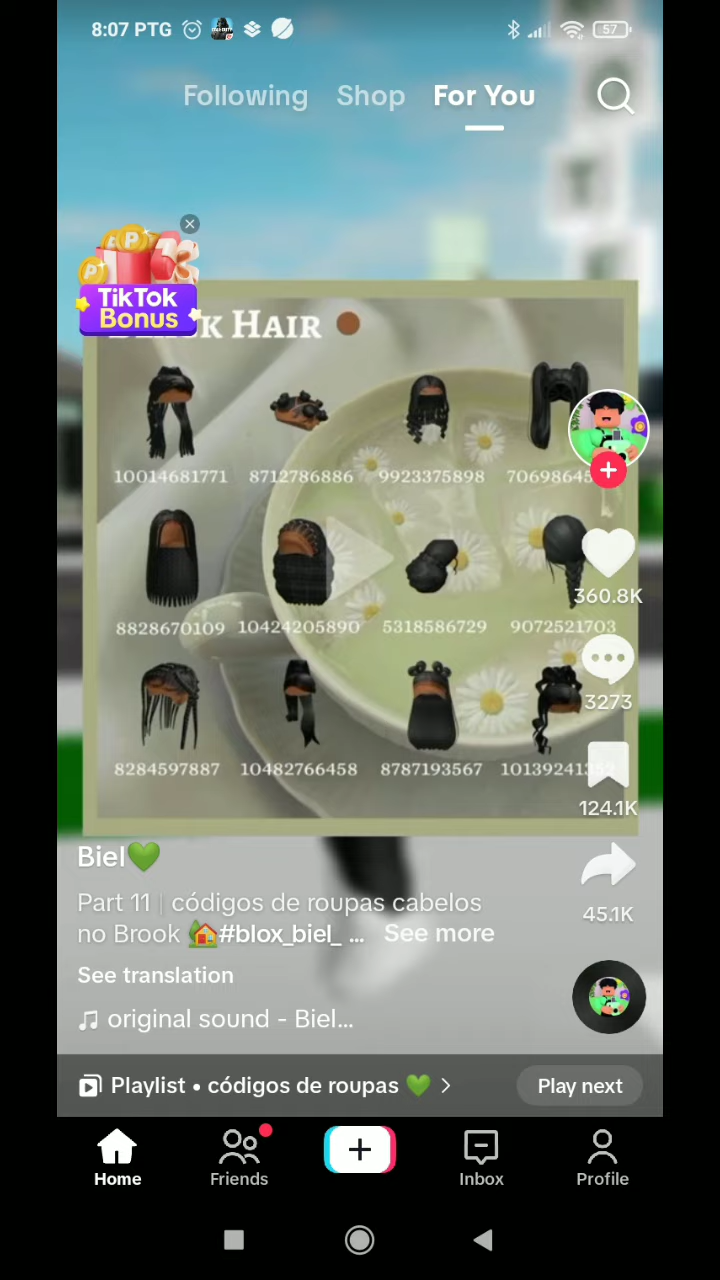 8:07 PTG
57
Following Shop For You
TikTok
Bonus
K HAIR
10014681771 8712786886 9923375898
8828670109 10424205890 5318586729 9072521703
8284597887 10482766458 8787193567
360.8K
3273
124.1K
45.1K
Biel💚
Part 11 | códigos de roupas cabelos
no Brook 🏡#blox_biel_ ... See more
See translation
original sound - Biel...
Playlist • códigos de roupas 💚 > Play next
Home Friends Inbox Profile